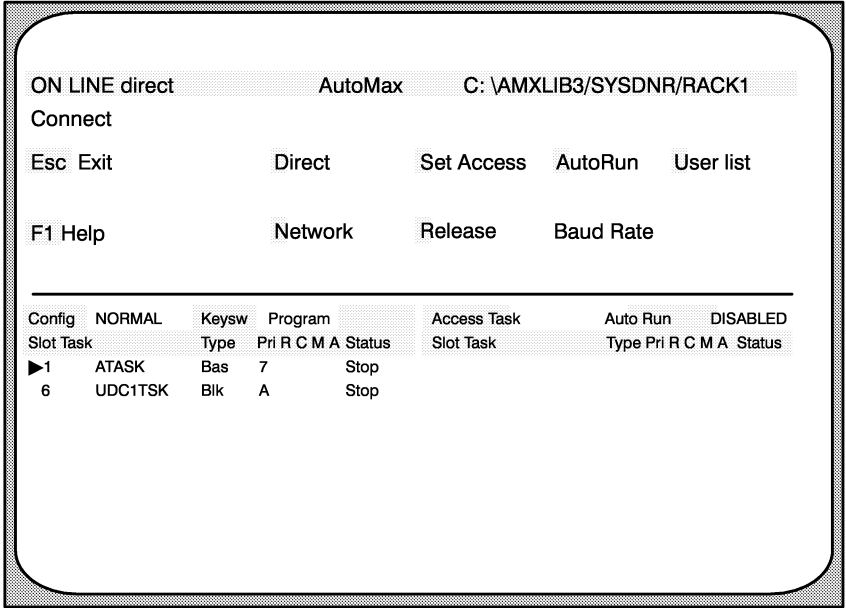 ON LINE direct AutoMax C: \AMXLIB3/SYSDNR/RACK1
Connect
Esc Exit Direct Set Access AutoRun User list
F1 Help Network Release Baud Rate
Config NORMAL Keysw Program Access Task Auto Run DISABLED
Slot Task Type Pri R C M A Status Slot Task Type Pri R C M A Status
▶1 ATASK Bas 7 Stop
6 UDC1TSK Blk A Stop